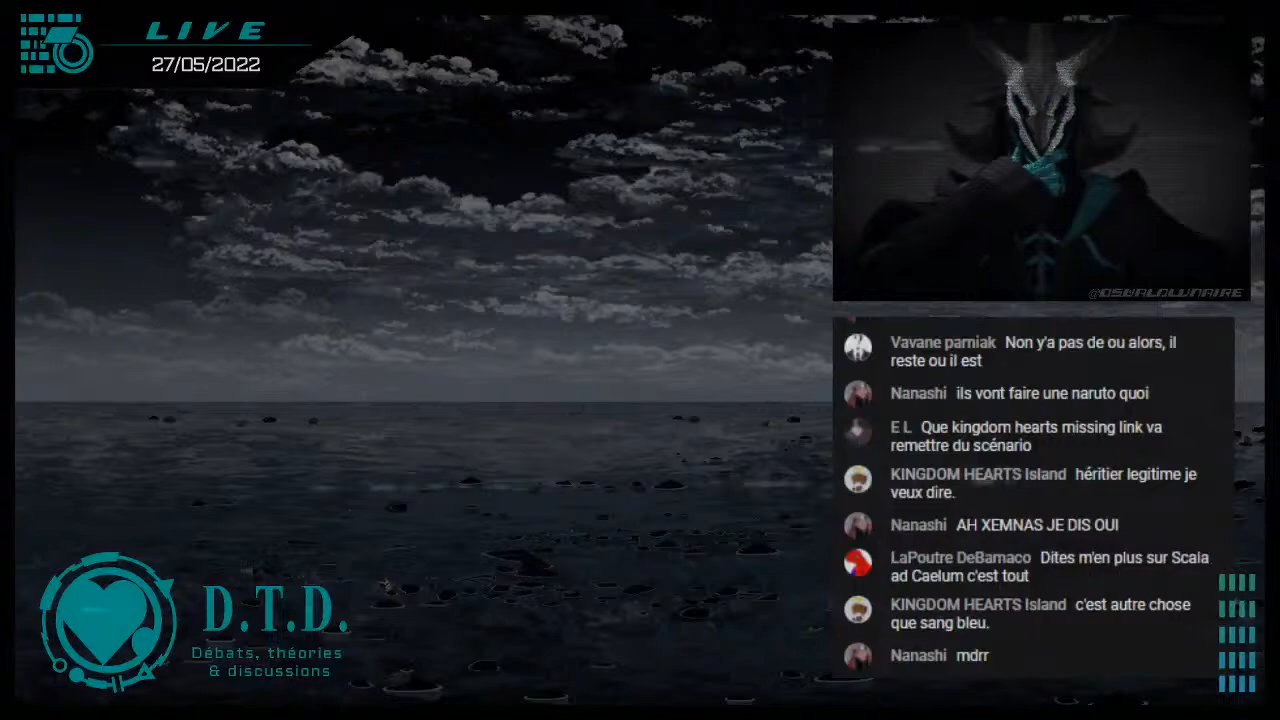 LIVE
27/05/2022
@OSWALDLUNAIRE
Vavane parniak Non y'a pas de ou alors, il
reste ou il est
Nanashi ils vont faire une naruto quoi
E L Que kingdom hearts missing link va
remettre du scénario
KINGDOM HEARTS Island héritier legitime je
veux dire.
Nanashi AH XEMNAS JE DIS OUI
LaPoutre DeBamaco Dites m'en plus sur Scala
ad Caelum c'est tout
KINGDOM HEARTS Island c'est autre chose
que sang bleu.
Nanashi mdrr
D.T.D.
Débats, théories
& discussions